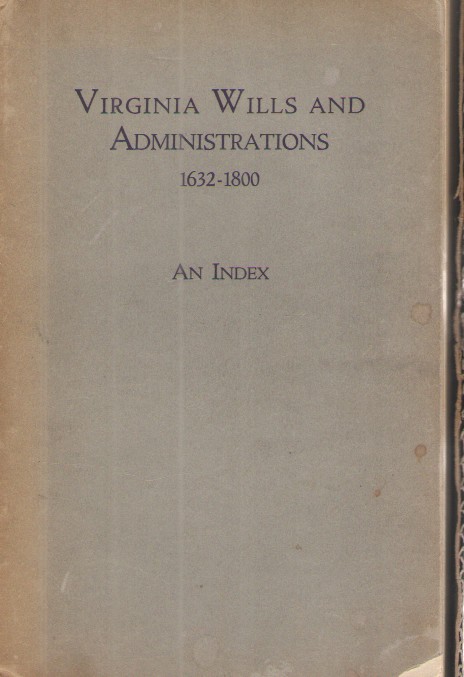 Virginia Wills and
Administrations
1632-1800
An Index